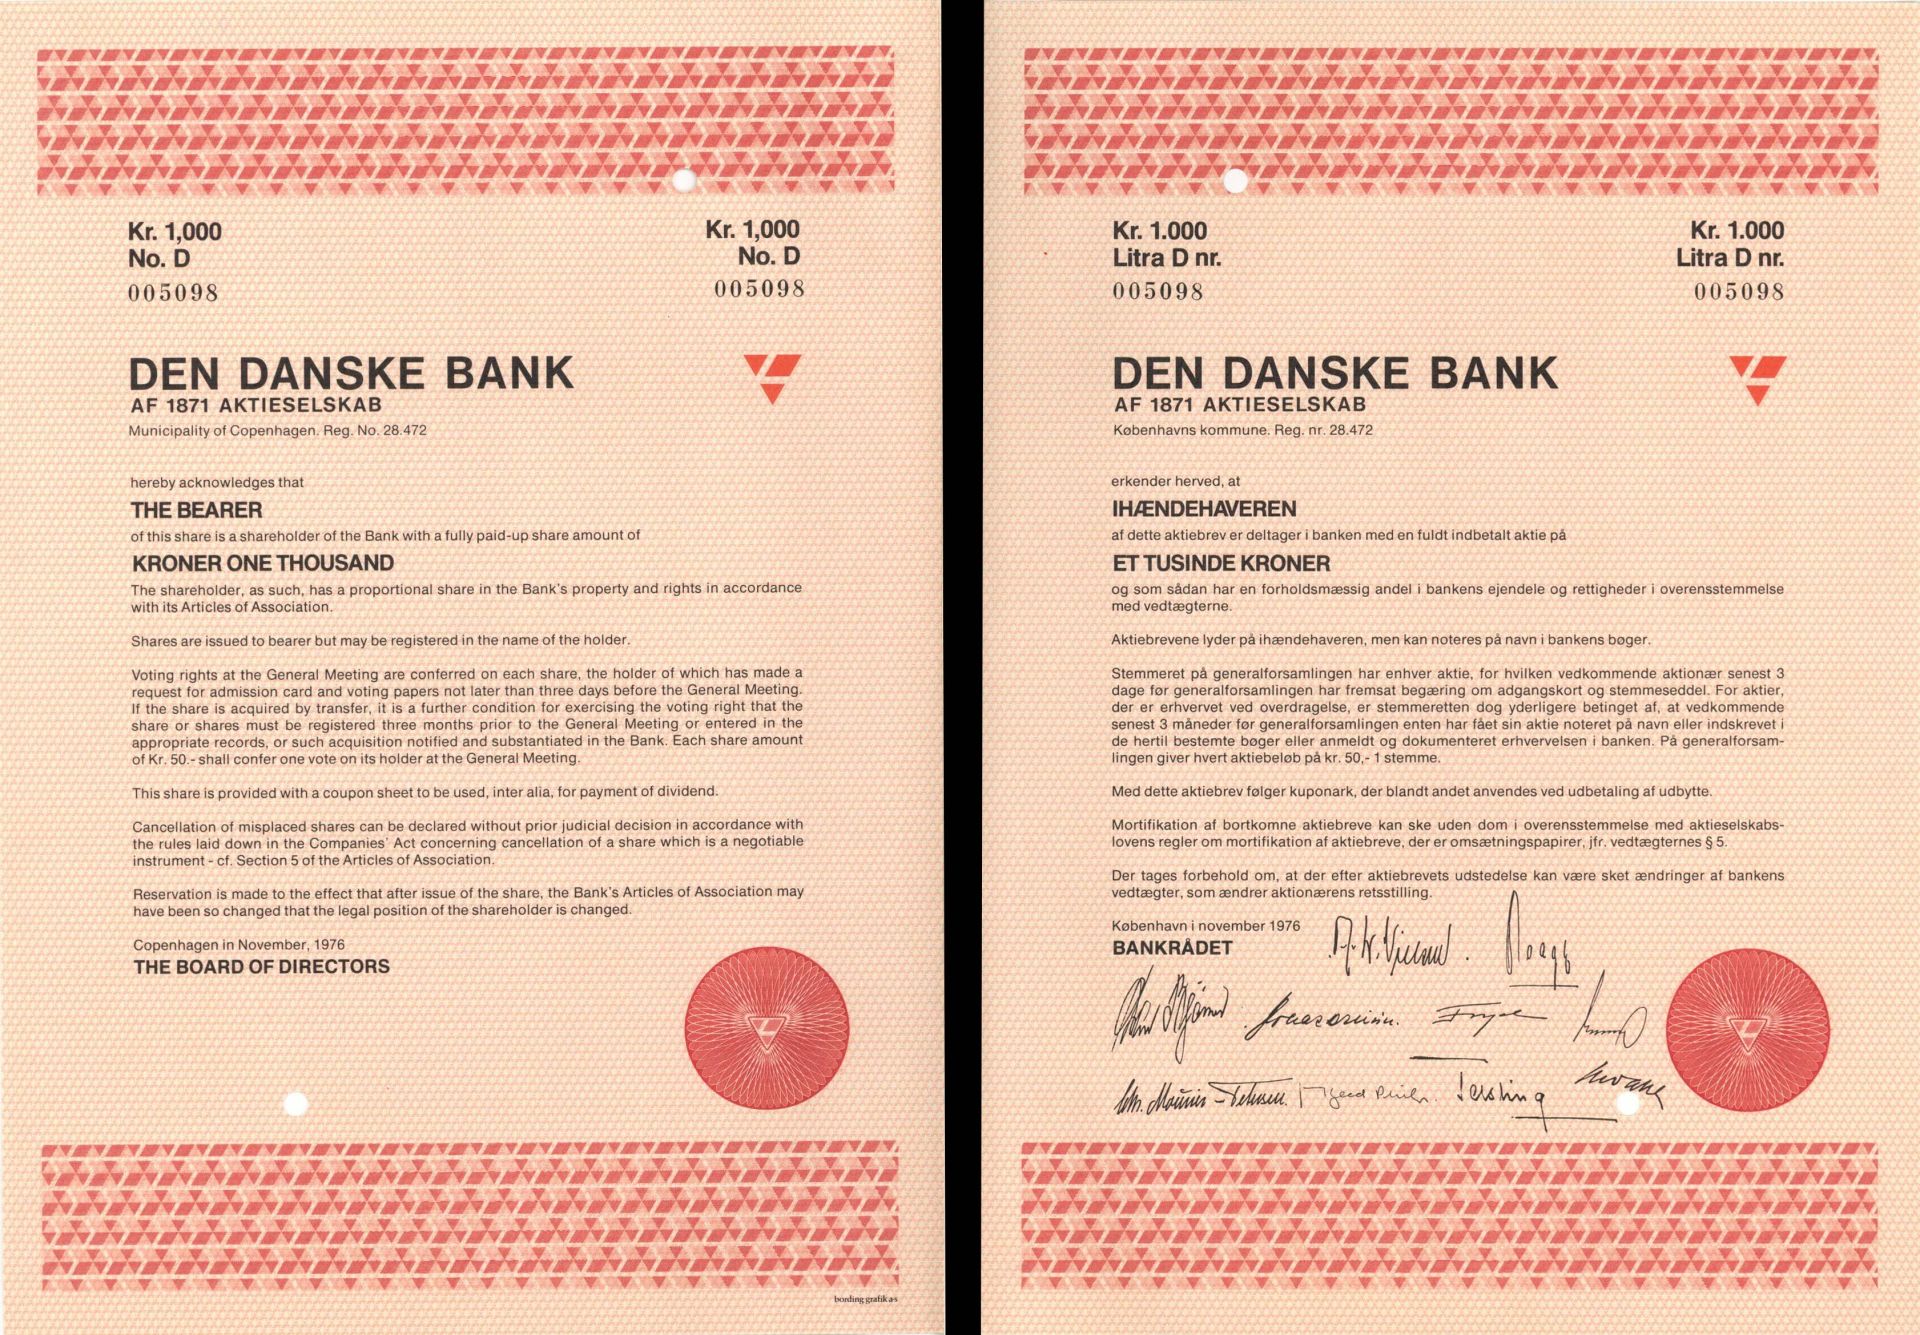 Kr. 1,000
No. D
005098
Kr. 1,000
No. D
005098
DEN DANSKE BANK
AF 1871 AKTIESELSKAB
Municipality of Copenhagen. Reg. No. 28.472
hereby acknowledges that
THE BEARER
of this share is a shareholder of the Bank with a fully paid-up share amount of
KRONER ONE THOUSAND
The shareholder, as such, has a proportional share in the Bank's property and rights in accordance
with its Articles of Association.
Shares are issued to bearer but may be registered in the name of the holder.
Voting rights at the General Meeting are conferred on each share, the holder of which has made a
request for admission card and voting papers not later than three days before the General Meeting.
If the share is acquired by transfer, it is a further condition for exercising the voting right that the
share or shares must be registered three months prior to the General Meeting or entered in the
appropriate records, or such acquisition notified and substantiated in the Bank. Each share amount
of Kr. 50.- shall confer one vote on its holder at the General Meeting.
This share is provided with a coupon sheet to be used, inter alia, for payment of dividend.
Cancellation of misplaced shares can be declared without prior judicial decision in accordance with
the rules laid down in the Companies' Act concerning cancellation of a share which is a negotiable
instrument - cf. Section 5 of the Articles of Association.
Reservation is made to the effect that after issue of the share, the Bank's Articles of Association may
have been so changed that the legal position of the shareholder is changed.
Copenhagen in November, 1976
THE BOARD OF DIRECTORS
bording grafik a·s
Kr. 1.000
Litra D nr.
005098
Kr. 1.000
Litra D nr.
005098
DEN DANSKE BANK
AF 1871 AKTIESELSKAB
Københavns kommune. Reg. nr. 28.472
erkender herved, at
IHÆNDEHAVEREN
af dette aktiebrev er deltager i banken med en fuldt indbetalt aktie på
ET TUSINDE KRONER
og som sådan har en forholdsmæssig andel i bankens ejendele og rettigheder i overensstemmelse
med vedtægterne.
Aktiebrevene lyder på ihændehaveren, men kan noteres på navn i bankens bøger.
Stemmeret på generalforsamlingen har enhver aktie, for hvilken vedkommende aktionær senest 3
dage før generalforsamlingen har fremsat begæring om adgangskort og stemmeseddel. For aktier,
der er erhvervet ved overdragelse, er stemmeretten dog yderligere betinget af, at vedkommende
senest 3 måneder før generalforsamlingen enten har fået sin aktie noteret på navn eller indskrevet i
de hertil bestemte bøger eller anmeldt og dokumenteret erhvervelsen i banken. På generalforsam-
lingen giver hvert aktiebeløb på kr. 50,- 1 stemme.
Med dette aktiebrev følger kuponark, der blandt andet anvendes ved udbetaling af udbytte.
Mortifikation af bortkomne aktiebreve kan ske uden dom i overensstemmelse med aktieselskabs-
lovens regler om mortifikation af aktiebreve, der er omsætningspapirer, jfr. vedtægternes § 5.
Der tages forbehold om, at der efter aktiebrevets udstedelse kan være sket ændringer af bankens
vedtægter, som ændrer aktionærens retsstilling.
København i november 1976
BANKRÅDET